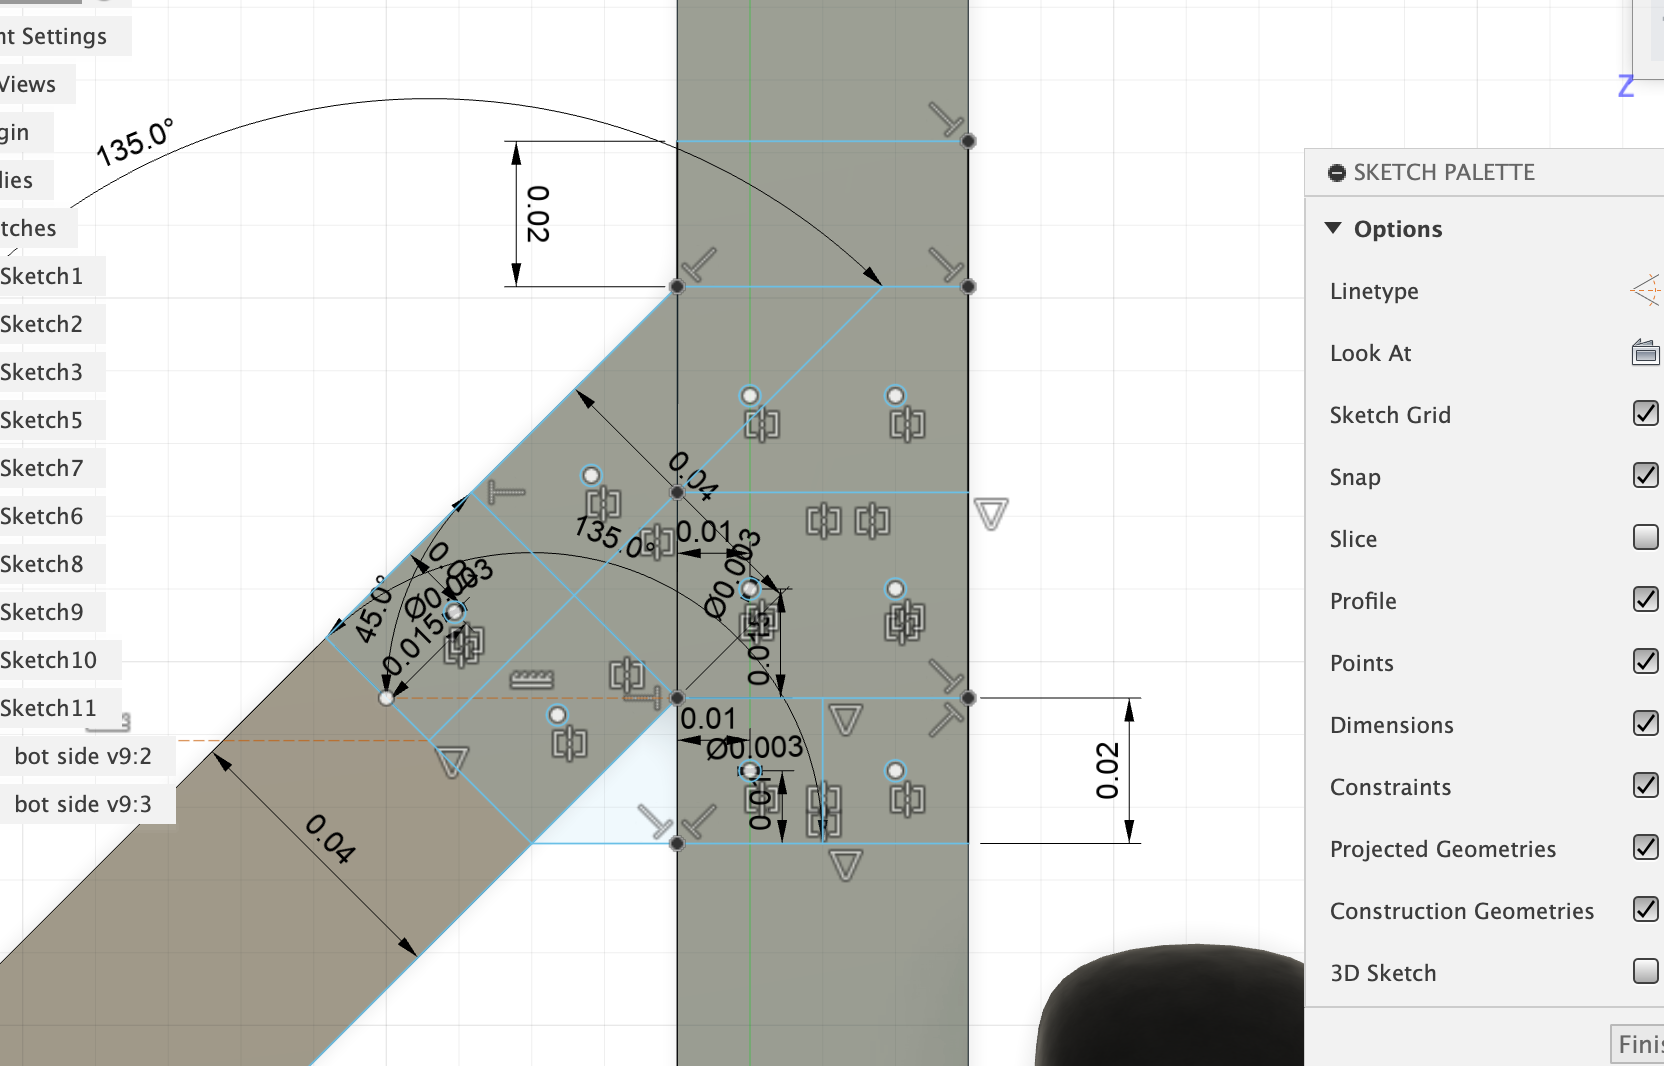 nt Settings
Views
gin
lies
tches
Sketch1
Sketch2
Sketch3
Sketch5
Sketch7
Sketch6
Sketch8
Sketch9
Sketch10
Sketch11
bot side v9:2
bot side v9:3
135.0°
0.02
0.04
135.0°
0.01
Ø0.003
0.015
45.0°
Ø0.003
0.015
0.01
Ø0.003
0.01
0.02
0.04
Z
SKETCH PALETTE
Options
Linetype
Look At
Sketch Grid
Snap
Slice
Profile
Points
Dimensions
Constraints
Projected Geometries
Construction Geometries
3D Sketch
Finis